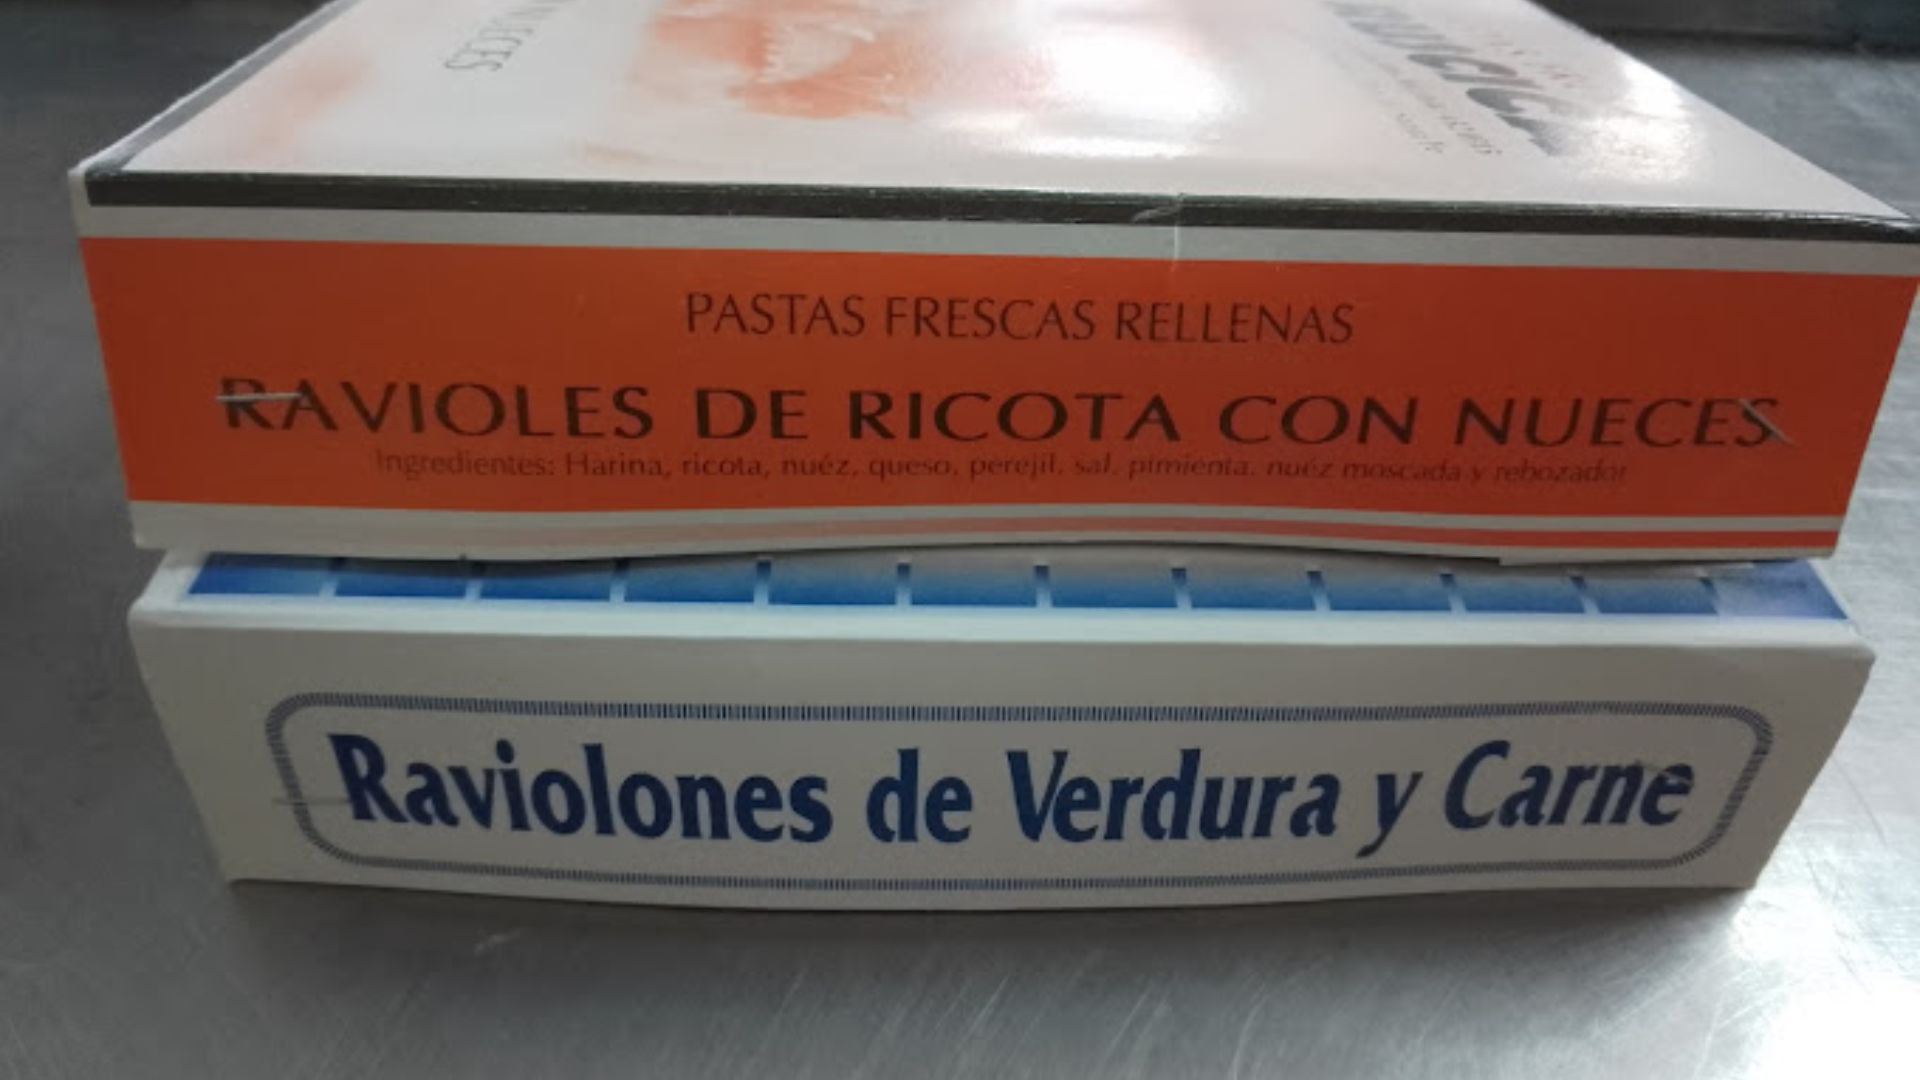 NUECES
PASTAS FRESCAS RELLENAS
RAVIOLES DE RICOTA CON NUECES
Ingredientes: Harina, ricota, nuéz, queso, perejil, sal, pimienta, nuéz moscada y rebozador
Raviolones de Verdura y Carne